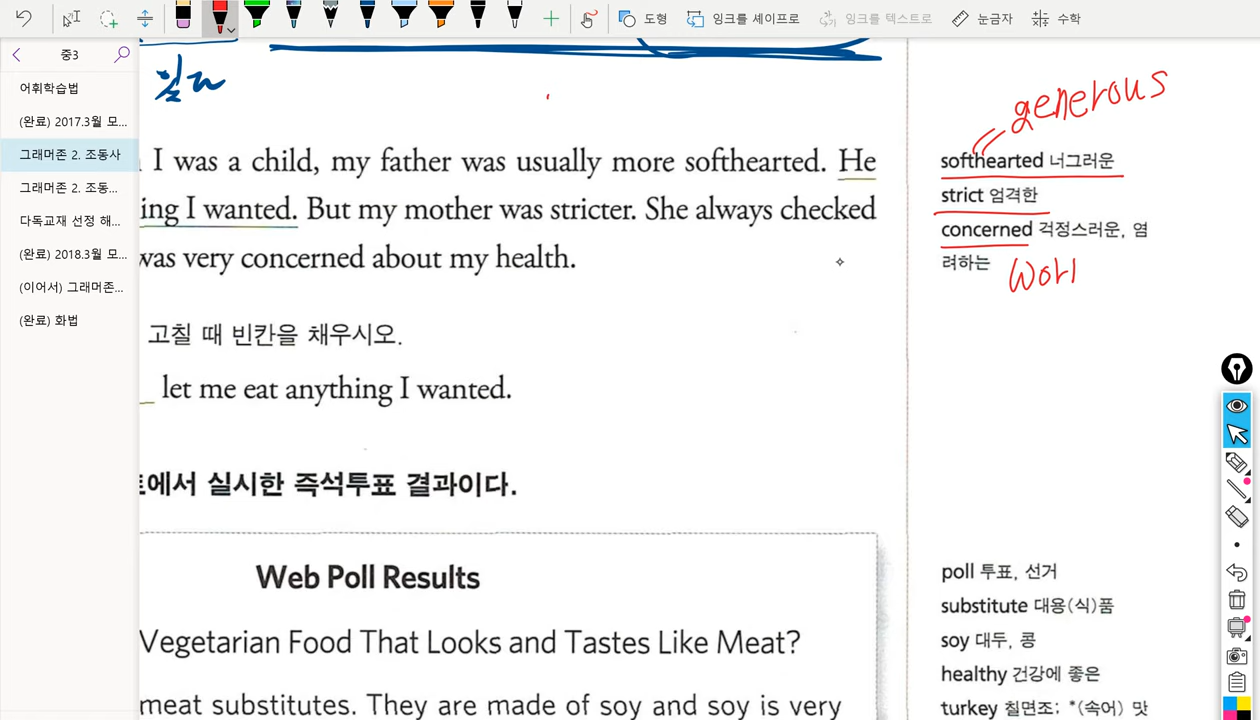 도형
잉크를 셰이프로
잉크를 텍스트로
눈금자
수학
중3
어휘학습법
(완료) 2017.3월 모...
그래머존 2. 조동사
그래머존 2. 조동...
다독교재 선정 해...
(완료) 2018.3월 모...
(이어서) 그래머존...
(완료) 화법
I was a child, my father was usually more softhearted. He
ing I wanted. But my mother was stricter. She always checked
was very concerned about my health.
고칠 때 빈칸을 채우시오.
let me eat anything I wanted.
트에서 실시한 즉석투표 결과이다.
Web Poll Results
Vegetarian Food That Looks and Tastes Like Meat?
meat substitutes. They are made of soy and soy is very
generous
softhearted 너그러운
strict 엄격한
concerned 걱정스러운, 염
려하는
worr
poll 투표, 선거
substitute 대용(식)품
soy 대두, 콩
healthy 건강에 좋은
turkey 칠면조; *(속어) 맛